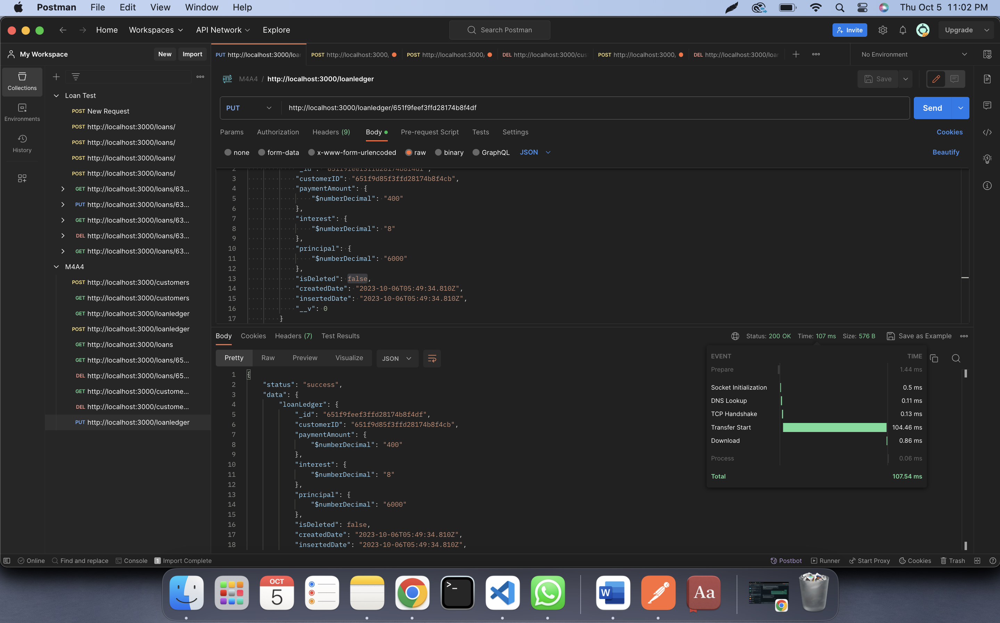 Postman File Edit View Window Help Thu Oct 5 11:02 PM
Home Workspaces API Network Explore Search Postman Invite Upgrade
My Workspace New Import
PUT http://localhost:3000/loan POST http://localhost:3000/ POST http://localhost:3000/ DEL http://localhost:3000/cus POST http://localhost:3000/ DEL http://localhost:3000/loan No Environment
Collections
Environments
History
Loan Test
POST New Request
POST http://localhost:3000/loans/
POST http://localhost:3000/loans/
POST http://localhost:3000/loans/
POST http://localhost:3000/loans/
GET http://localhost:3000/loans/63...
PUT http://localhost:3000/loans/63...
GET http://localhost:3000/loans/63...
DEL http://localhost:3000/loans/63...
GET http://localhost:3000/loans/63...
M4A4
POST http://localhost:3000/customers
GET http://localhost:3000/customers
GET http://localhost:3000/loanledger
POST http://localhost:3000/loanledger
GET http://localhost:3000/loans
GET http://localhost:3000/loans/65...
DEL http://localhost:3000/loans/65...
GET http://localhost:3000/custome...
DEL http://localhost:3000/custome...
PUT http://localhost:3000/loanledger
HTTP M4A4 / http://localhost:3000/loanledger Save
PUT http://localhost:3000/loanledger/651f9feef3ffd28174b8f4df Send
Params Authorization Headers (9) Body Pre-request Script Tests Settings Cookies
none form-data x-www-form-urlencoded raw binary GraphQL JSON Beautify
2 "_id": "651f9feef3ffd28174b8f4df",
3 "customerID": "651f9d85f3ffd28174b8f4cb",
4 "paymentAmount": {
5 "$numberDecimal": "400"
6 },
7 "interest": {
8 "$numberDecimal": "8"
9 },
10 "principal": {
11 "$numberDecimal": "6000"
12 },
13 "isDeleted": false,
14 "createdDate": "2023-10-06T05:49:34.810Z",
15 "insertedDate": "2023-10-06T05:49:34.810Z",
16 "__v": 0
17 }
Body Cookies Headers (7) Test Results Status: 200 OK Time: 107 ms Size: 576 B Save as Example
Pretty Raw Preview Visualize JSON
1 {
2 "status": "success",
3 "data": {
4 "loanLedger": {
5 "_id": "651f9feef3ffd28174b8f4df",
6 "customerID": "651f9d85f3ffd28174b8f4cb",
7 "paymentAmount": {
8 "$numberDecimal": "400"
9 },
10 "interest": {
11 "$numberDecimal": "8"
12 },
13 "principal": {
14 "$numberDecimal": "6000"
15 },
16 "isDeleted": false,
17 "createdDate": "2023-10-06T05:49:34.810Z",
18 "insertedDate": "2023-10-06T05:49:34.810Z",
EVENT TIME
Prepare 1.44 ms
Socket Initialization 0.5 ms
DNS Lookup 0.11 ms
TCP Handshake 0.13 ms
Transfer Start 104.46 ms
Download 0.86 ms
Process 0.06 ms
Total 107.54 ms
Online Find and replace Console 1 Import Complete Postbot Runner Start Proxy Cookies Trash
OCT
5
>_
W
Aa